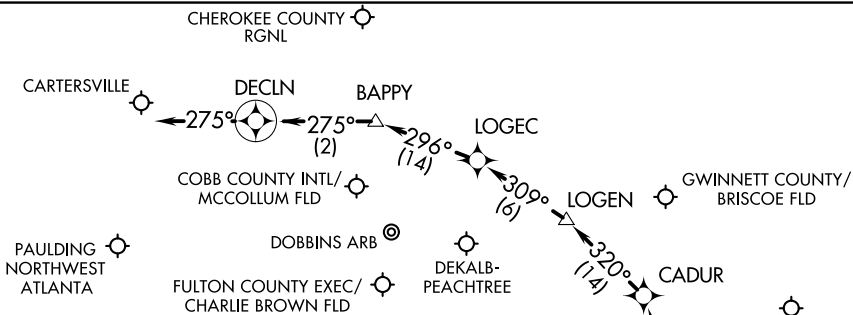 CHEROKEE COUNTY
RGNL
CARTERSVILLE
DECLN
BAPPY
LOGEC
275°
275°
(2)
296°
(14)
309°
(6)
LOGEN
GWINNETT COUNTY/
BRISCOE FLD
COBB COUNTY INTL/
MCCOLLUM FLD
DOBBINS ARB
PAULDING
NORTHWEST
ATLANTA
DEKALB-
PEACHTREE
320°
(14)
CADUR
FULTON COUNTY EXEC/
CHARLIE BROWN FLD